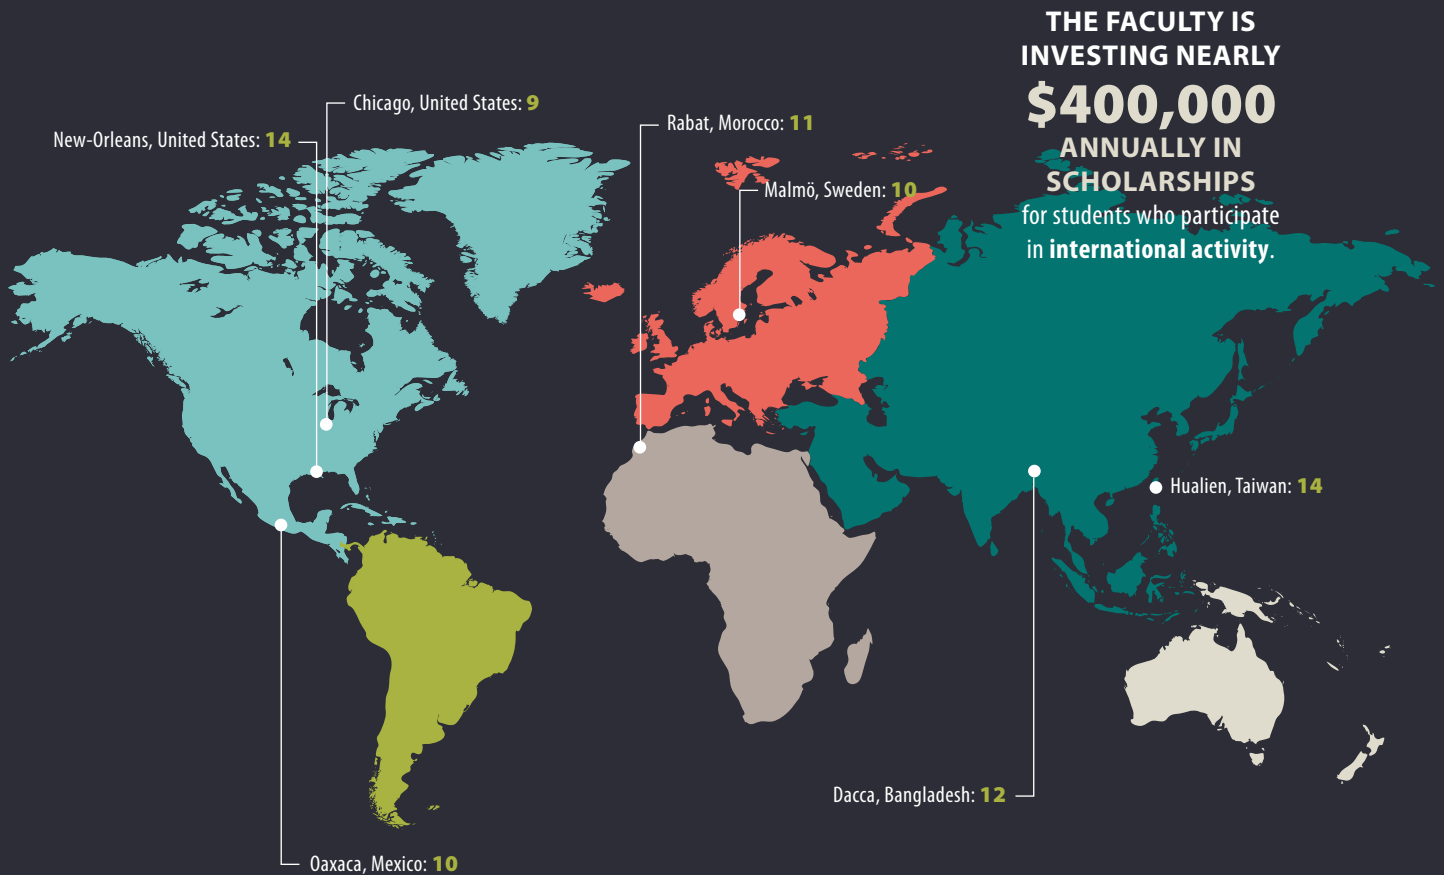 THE FACULTY IS
INVESTING NEARLY
$400,000
ANNUALLY IN
SCHOLARSHIPS
for students who participate
in international activity.
Chicago, United States: 9
New-Orleans, United States: 14
Rabat, Morocco: 11
Malmö, Sweden: 10
Hualien, Taiwan: 14
Dacca, Bangladesh: 12
Oaxaca, Mexico: 10